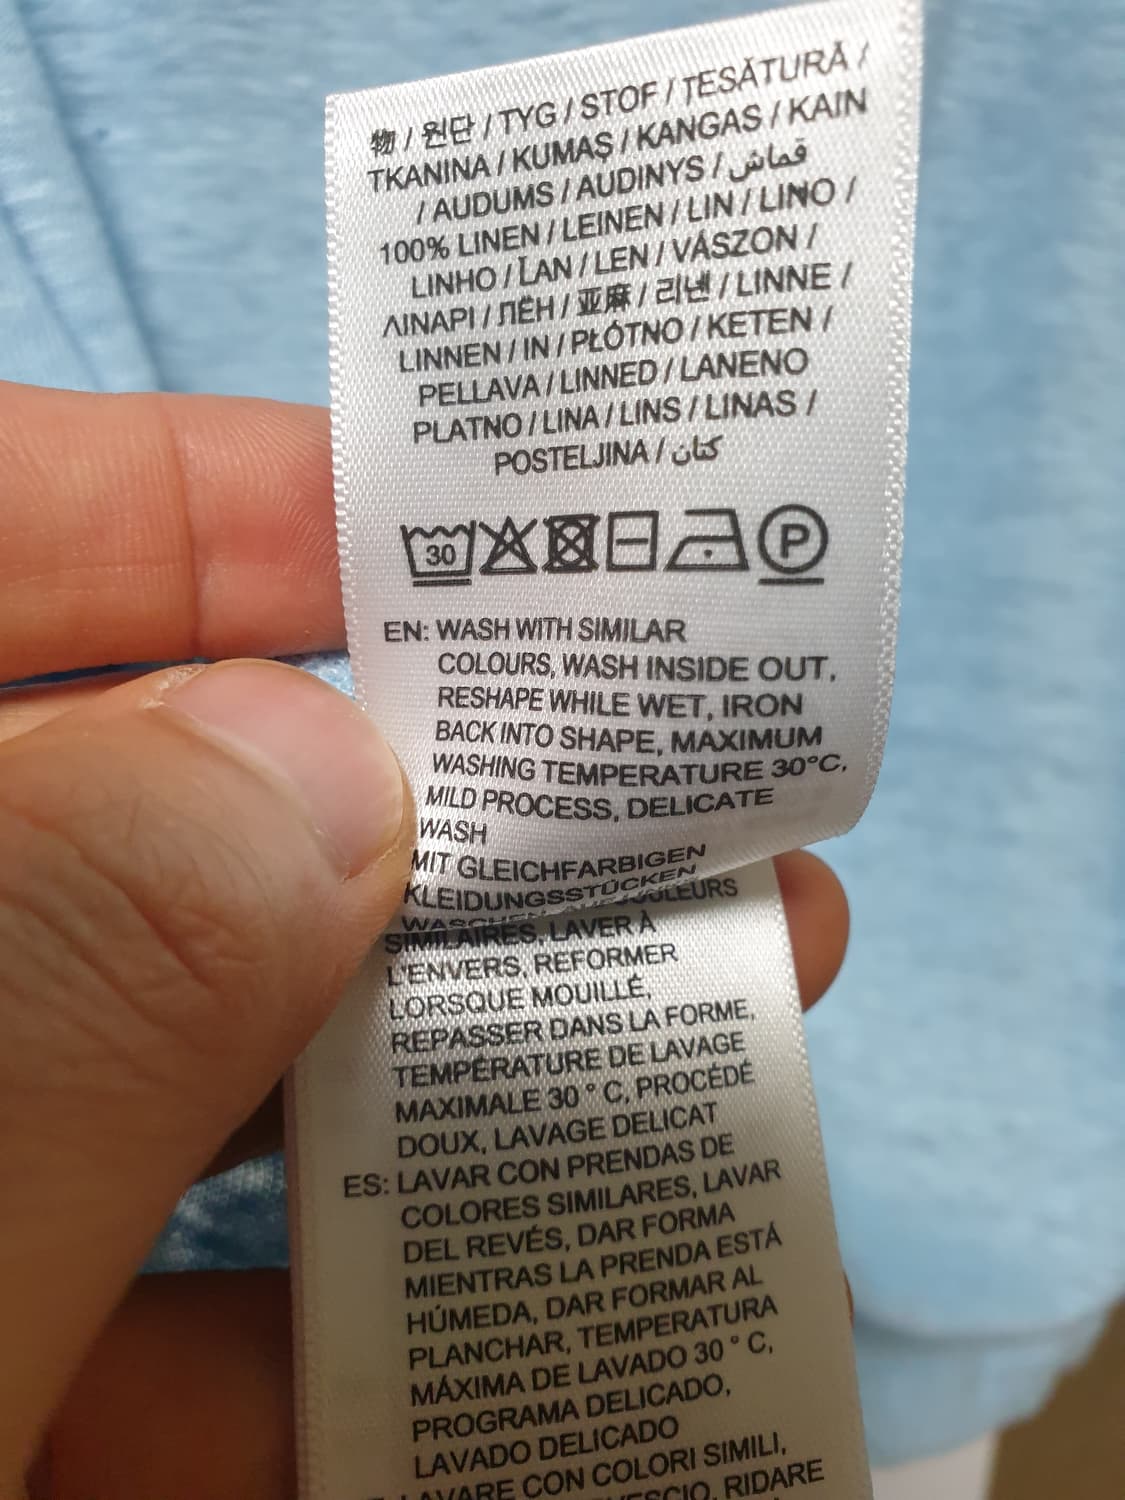 物 / 원단 / TYG / STOF / ȚESĂTURĂ /
TKANINA / KUMAŞ / KANGAS / KAIN
/ AUDUMS / AUDINYS / قماش
100% LINEN / LEINEN / LIN / LINO /
LINHO / LAN / LEN / VÁSZON /
ΛΙΝΑΡΙ / ЛЁН / 亚麻 / 리넨 / LINNE /
LINNEN / IN / PŁÓTNO / KETEN /
PELLAVA / LINNED / LANENO
PLATNO / LINA / LINS / LINAS /
POSTELJINA / كتان
30 P
EN: WASH WITH SIMILAR
COLOURS, WASH INSIDE OUT,
RESHAPE WHILE WET, IRON
BACK INTO SHAPE, MAXIMUM
WASHING TEMPERATURE 30°C,
MILD PROCESS, DELICATE
WASH
MIT GLEICHFARBIGEN
KLEIDUNGSSTÜCKEN
COULEURS
SIMILAIRES, LAVER À
L'ENVERS, REFORMER
LORSQUE MOUILLÉ,
REPASSER DANS LA FORME,
TEMPÉRATURE DE LAVAGE
MAXIMALE 30 ° C, PROCÉDÉ
DOUX, LAVAGE DELICAT
ES: LAVAR CON PRENDAS DE
COLORES SIMILARES, LAVAR
DEL REVÉS, DAR FORMA
MIENTRAS LA PRENDA ESTÁ
HÚMEDA, DAR FORMAR AL
PLANCHAR, TEMPERATURA
MÁXIMA DE LAVADO 30 ° C,
PROGRAMA DELICADO,
LAVADO DELICADO
LAVARE CON COLORI SIMILI,
RIDARE